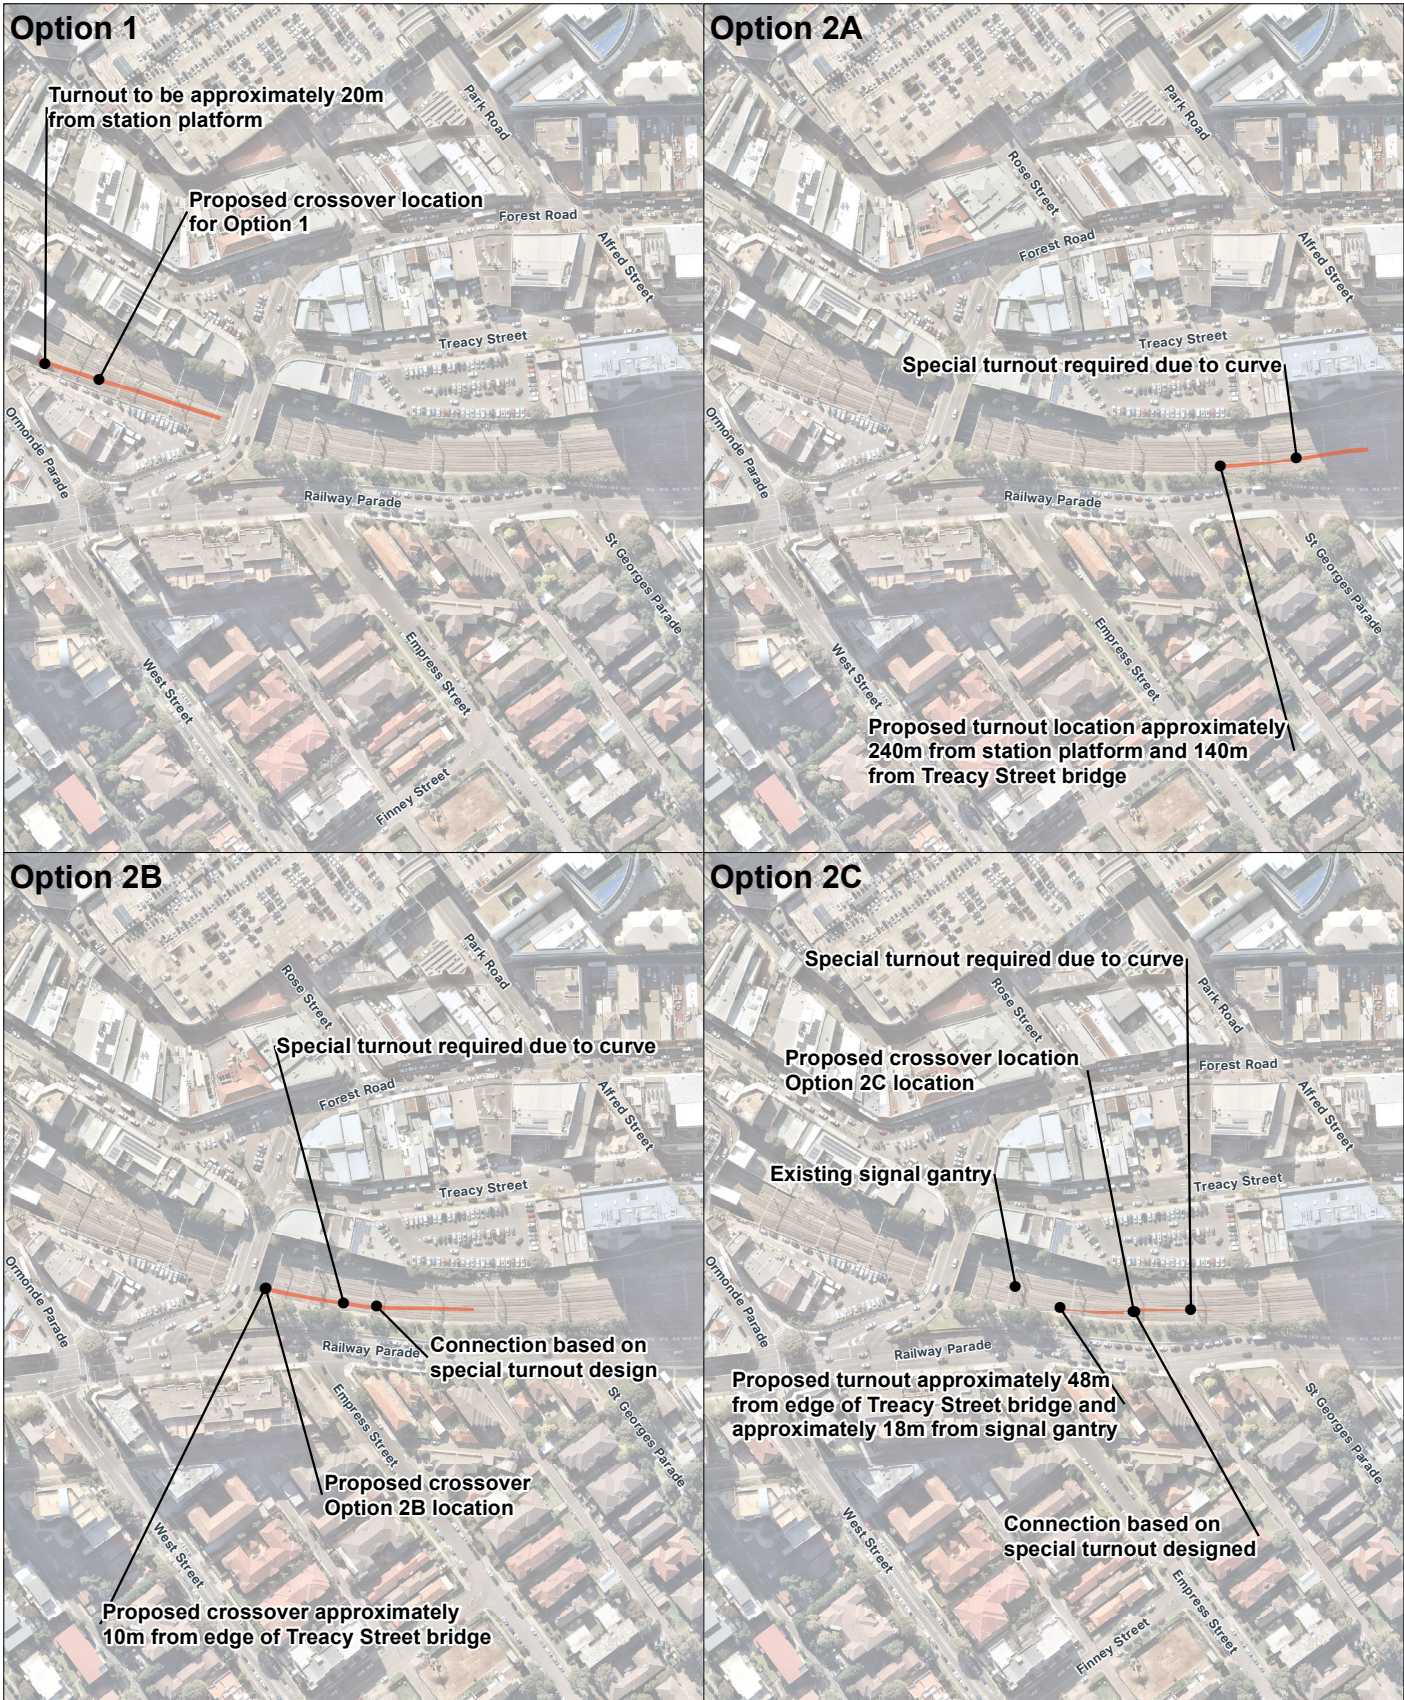 Option 1
Turnout to be approximately 20m
from station platform
Park Road
Proposed crossover location
for Option 1
Forest Road
Alfred Street
Treacy Street
Ormonde Parade
Railway Parade
St Georges Parade
Empress Street
West Street
Finney Street
Option 2A
Park Road
Rose Street
Forest Road
Alfred Street
Treacy Street
Special turnout required due to curve
Ormonde Parade
Railway Parade
St Georges Parade
Empress Street
West Street
Proposed turnout location approximately
240m from station platform and 140m
from Treacy Street bridge
Option 2B
Park Road
Rose Street
Special turnout required due to curve
Forest Road
Alfred Street
Treacy Street
Ormonde Parade
Railway Parade
Connection based on
special turnout design
Empress Street
St Georges Parade
Proposed crossover
Option 2B location
West Street
Proposed crossover approximately
10m from edge of Treacy Street bridge
Option 2C
Special turnout required due to curve
Park Road
Rose Street
Proposed crossover location
Option 2C location
Forest Road
Alfred Street
Existing signal gantry
Treacy Street
Ormonde Parade
Railway Parade
Proposed turnout approximately 48m
from edge of Treacy Street bridge and
approximately 18m from signal gantry
St Georges Parade
Connection based on
special turnout designed
West Street
Empress Street
Finney Street